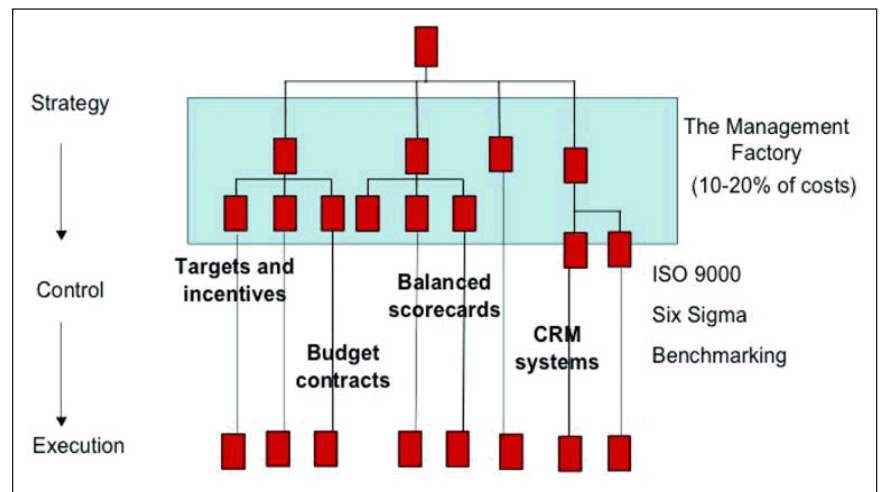 Strategy
The Management
Factory
(10-20% of costs)
Targets and
incentives
Balanced
scorecards
ISO 9000
Control
Six Sigma
CRM
systems
Budget
contracts
Benchmarking
Execution